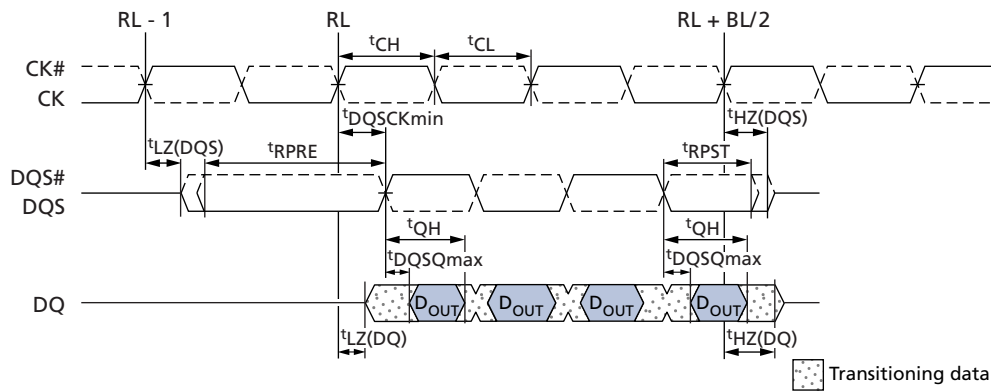 RL - 1 RL RL + BL/2
tCH tCL
CK#
CK
tDQSCKmin tHZ(DQS)
tLZ(DQS) tRPRE tRPST
DQS#
DQS
tQH tQH
tDQSQmax tDQSQmax
DQ DOUT DOUT DOUT DOUT
tLZ(DQ) tHZ(DQ)
Transitioning data